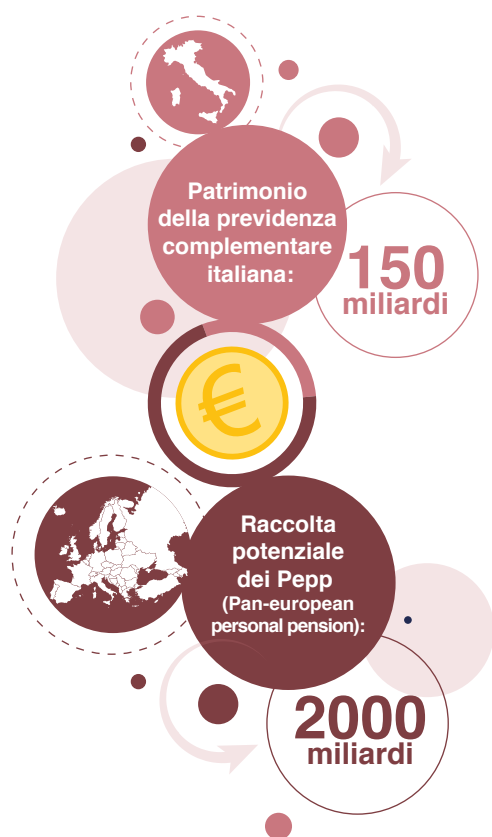 Patrimonio
della previdenza
complementare
italiana:
150
miliardi
€
Raccolta
potenziale
dei Pepp
(Pan-european
personal pension):
2000
miliardi